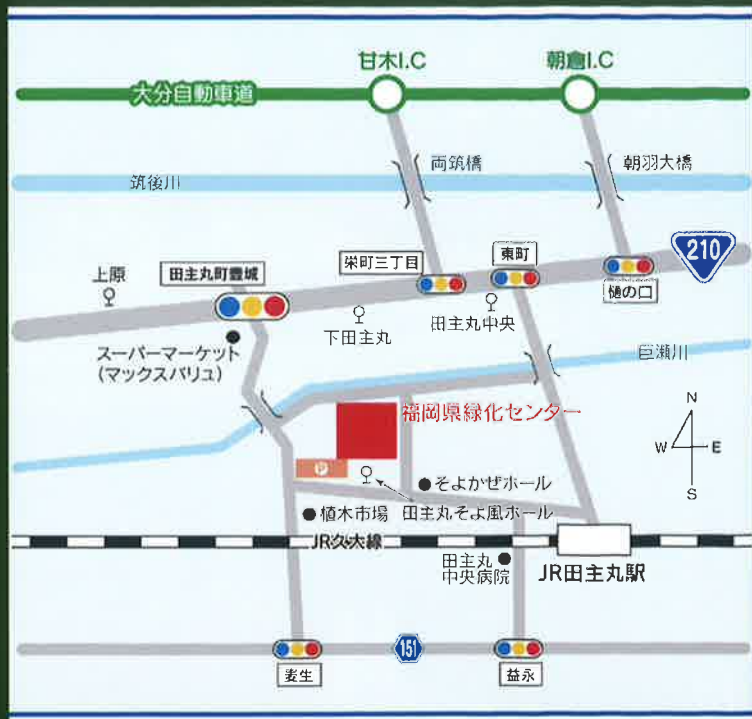 甘木I.C
朝倉I.C
大分自動車道
両筑橋
朝羽大橋
筑後川
210
上原
田主丸町豊城
栄町三丁目
東町
樋の口
下田主丸
田主丸中央
スーパーマーケット
(マックスバリュ)
巨瀬川
N
W
E
S
福岡県緑化センター
P
そよかぜホール
植木市場
田主丸そよ風ホール
JR久大線
田主丸
中央病院
JR田主丸駅
麦生
151
益永